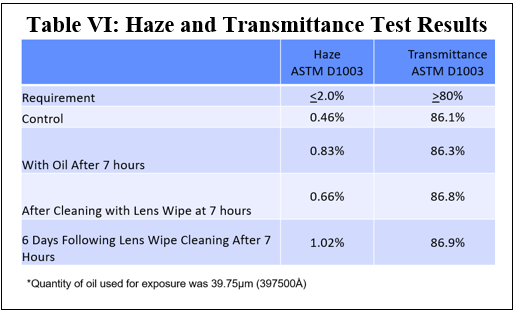 Table VI: Haze and Transmittance Test Results
Haze ASTM D1003 Transmittance ASTM D1003
Requirement <2.0% >80%
Control 0.46% 86.1%
With Oil After 7 hours 0.83% 86.3%
After Cleaning with Lens Wipe at 7 hours 0.66% 86.8%
6 Days Following Lens Wipe Cleaning After 7 Hours 1.02% 86.9%
*Quantity of oil used for exposure was 39.75µm (397500Å)